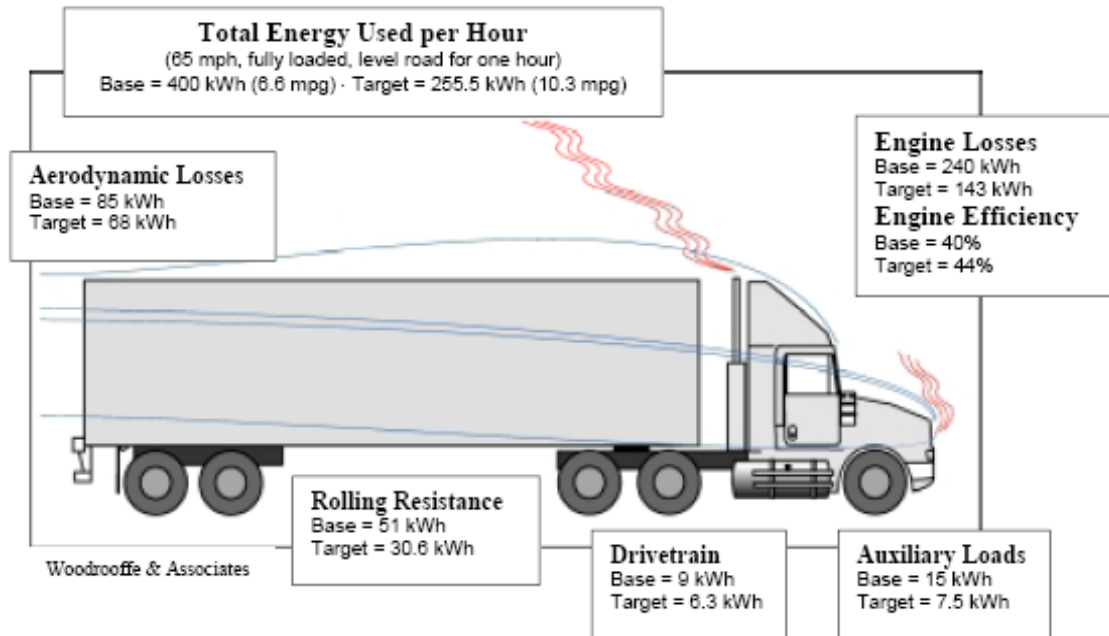 Total Energy Used per Hour
(65 mph, fully loaded, level road for one hour)
Base = 400 kWh (6.6 mpg) · Target = 255.5 kWh (10.3 mpg)
Engine Losses
Base = 240 kWh
Target = 143 kWh
Engine Efficiency
Base = 40%
Target = 44%
Aerodynamic Losses
Base = 85 kWh
Target = 68 kWh
Rolling Resistance
Base = 51 kWh
Target = 30.6 kWh
Woodrooffe & Associates
Drivetrain
Base = 9 kWh
Target = 6.3 kWh
Auxiliary Loads
Base = 15 kWh
Target = 7.5 kWh